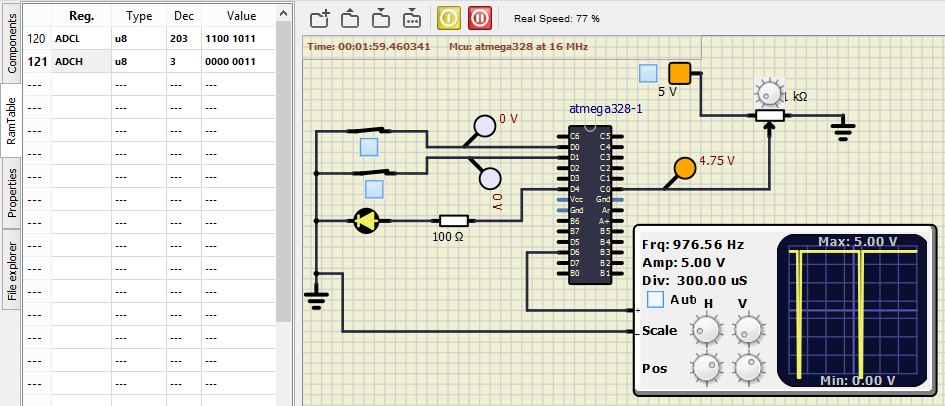 Components
RamTable
Properties
File explorer
Reg. Type Dec Value
120 ADCL u8 203 1100 1011
121 ADCH u8 3 0000 0011
--- --- --- --- ---
--- --- --- --- ---
--- --- --- --- ---
--- --- --- --- ---
--- --- --- --- ---
--- --- --- --- ---
--- --- --- --- ---
--- --- --- --- ---
--- --- --- --- ---
--- --- --- --- ---
--- --- --- --- ---
--- --- --- --- ---
--- --- --- --- ---
--- --- --- --- ---
Real Speed: 77 %
Time: 00:01:59.460341 Mcu: atmega328 at 16 MHz
5 V
kΩ
atmega328-1
0 V
0 V
4.75 V
100 Ω
C6 C5
D0 C4
D1 C3
D2 C2
D3 C1
D4 C0
Vcc Gnd
Gnd Ar
B6 A+
B7 B5
D5 B4
D6 B3
D7 B2
B0 B1
Frq: 976.56 Hz
Amp: 5.00 V
Div: 300.00 uS
Aut H V
+
-
Scale
Pos
Max: 5.00 V
Min: 0.00 V